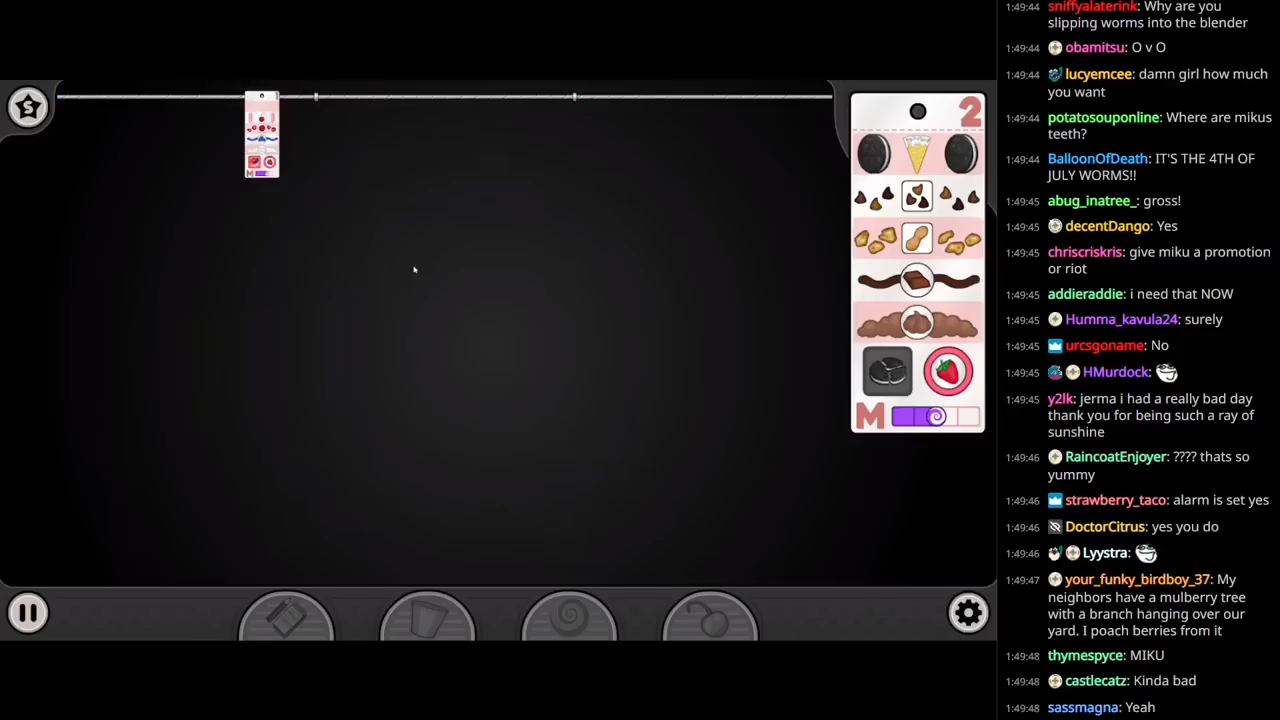 $
2
M
M
1:49:44 sniffyalaterink: Why are you
slipping worms into the blender
1:49:44 obamitsu: O v O
1:49:44 lucyemcee: damn girl how much
you want
1:49:44 potatosouponline: Where are mikus
teeth?
1:49:44 BalloonOfDeath: IT'S THE 4TH OF
JULY WORMS!!
1:49:45 abug_inatree_: gross!
1:49:45 decentDango: Yes
1:49:45 chriscriskris: give miku a promotion
or riot
1:49:45 addieraddie: i need that NOW
1:49:45 Humma_kavula24: surely
1:49:45 urcsgoname: No
1:49:45 HMurdock:
1:49:45 y2lk: jerma i had a really bad day
thank you for being such a ray of
sunshine
1:49:46 RaincoatEnjoyer: ???? thats so
yummy
1:49:46 strawberry_taco: alarm is set yes
1:49:46 DoctorCitrus: yes you do
1:49:46 Lyystra:
1:49:47 your_funky_birdboy_37: My
neighbors have a mulberry tree
with a branch hanging over our
yard. I poach berries from it
1:49:48 thymespyce: MIKU
1:49:48 castlecatz: Kinda bad
1:49:48 sassmagna: Yeah